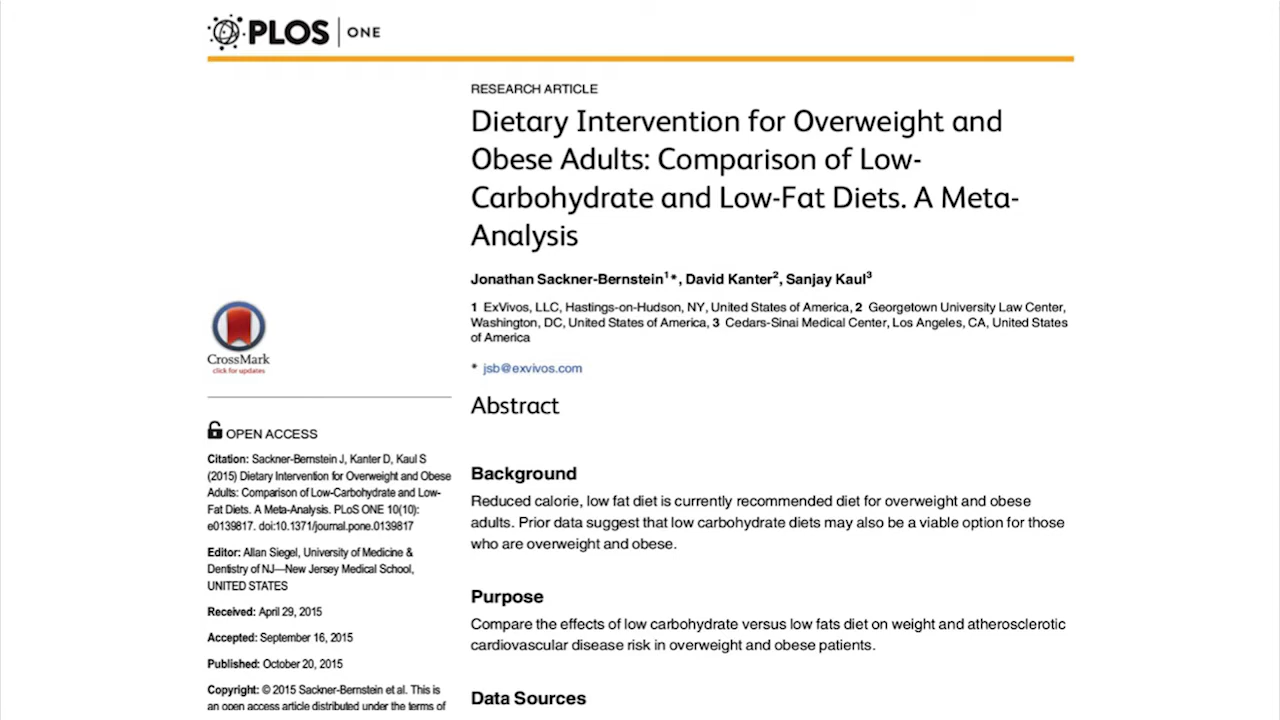 PLOS | ONE
RESEARCH ARTICLE
Dietary Intervention for Overweight and
Obese Adults: Comparison of Low-
Carbohydrate and Low-Fat Diets. A Meta-
Analysis
Jonathan Sackner-Bernstein1*, David Kanter2, Sanjay Kaul3
1 ExVivos, LLC, Hastings-on-Hudson, NY, United States of America, 2 Georgetown University Law Center,
Washington, DC, United States of America, 3 Cedars-Sinai Medical Center, Los Angeles, CA, United States
of America
* jsb@exvivos.com
CrossMark
click for updates
OPEN ACCESS
Citation: Sackner-Bernstein J, Kanter D, Kaul S
(2015) Dietary Intervention for Overweight and Obese
Adults: Comparison of Low-Carbohydrate and Low-
Fat Diets. A Meta-Analysis. PLoS ONE 10(10):
e0139817. doi:10.1371/journal.pone.0139817
Editor: Allan Siegel, University of Medicine &
Dentistry of NJ—New Jersey Medical School,
UNITED STATES
Received: April 29, 2015
Accepted: September 16, 2015
Published: October 20, 2015
Copyright: © 2015 Sackner-Bernstein et al. This is
an open access article distributed under the terms of
Abstract
Background
Reduced calorie, low fat diet is currently recommended diet for overweight and obese
adults. Prior data suggest that low carbohydrate diets may also be a viable option for those
who are overweight and obese.
Purpose
Compare the effects of low carbohydrate versus low fats diet on weight and atherosclerotic
cardiovascular disease risk in overweight and obese patients.
Data Sources